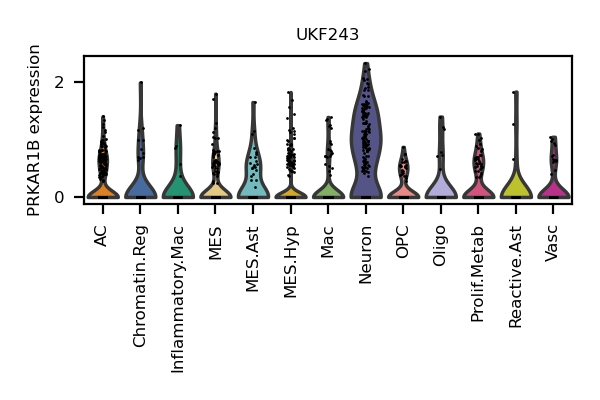 UKF243
PRKAR1B expression
2
0
AC
Chromatin.Reg
Inflammatory.Mac
MES
MES.Ast
MES.Hyp
Mac
Neuron
OPC
Oligo
Prolif.Metab
Reactive.Ast
Vasc